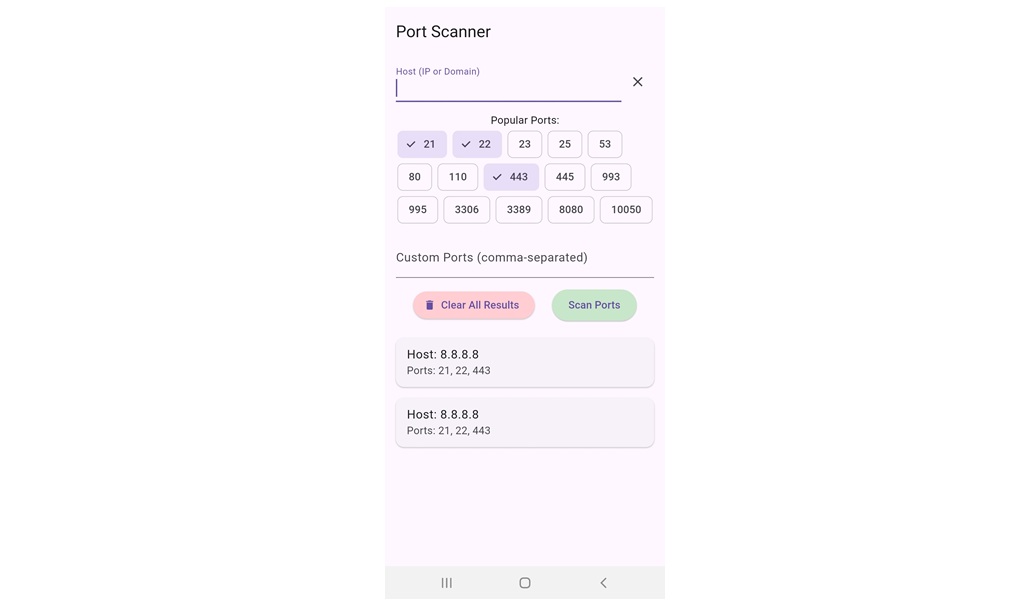 Port Scanner
Host (IP or Domain)
Popular Ports:
21 22 23 25 53
80 110 443 445 993
995 3306 3389 8080 10050
Custom Ports (comma-separated)
Clear All Results Scan Ports
Host: 8.8.8.8
Ports: 21, 22, 443
Host: 8.8.8.8
Ports: 21, 22, 443